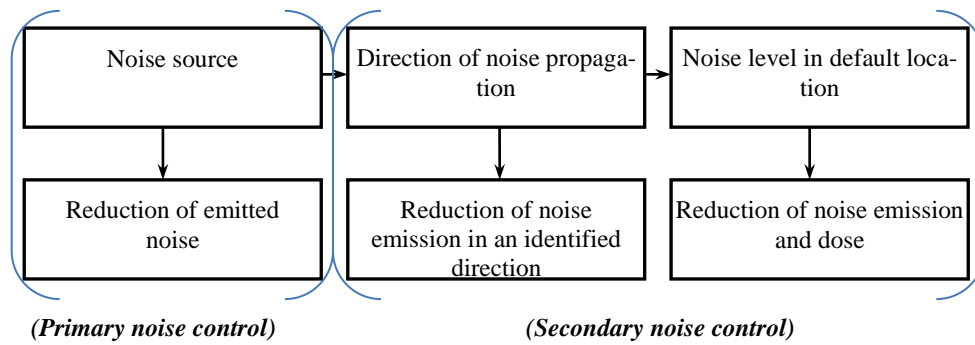 Noise source
Direction of noise propaga-
tion
Noise level in default loca-
tion
Reduction of emitted
noise
Reduction of noise
emission in an identified
direction
Reduction of noise emission
and dose
(Primary noise control)
(Secondary noise control)